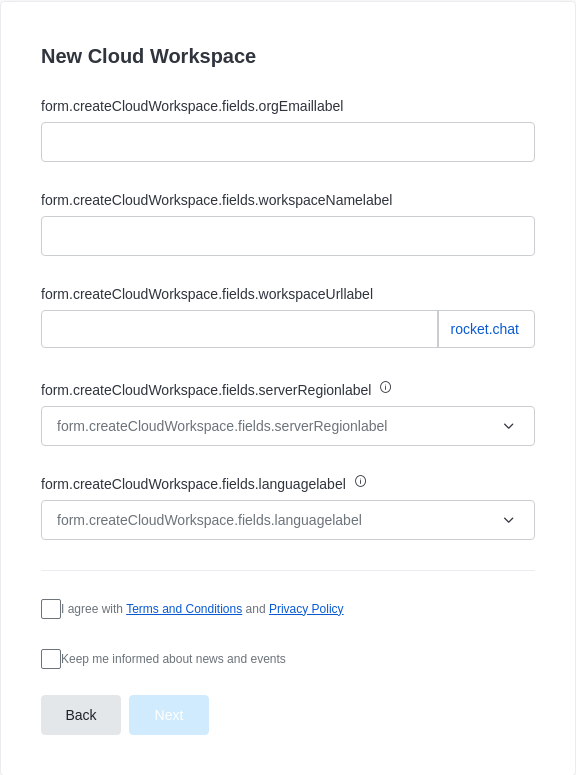 New Cloud Workspace
form.createCloudWorkspace.fields.orgEmaillabel
form.createCloudWorkspace.fields.workspaceNamelabel
form.createCloudWorkspace.fields.workspaceUrllabel
rocket.chat
form.createCloudWorkspace.fields.serverRegionlabel
form.createCloudWorkspace.fields.serverRegionlabel
form.createCloudWorkspace.fields.languagelabel
form.createCloudWorkspace.fields.languagelabel
I agree with Terms and Conditions and Privacy Policy
Keep me informed about news and events
Back Next